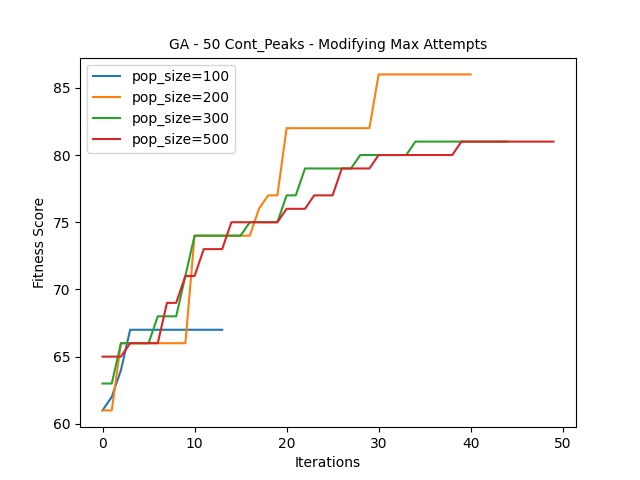 GA - 50 Cont_Peaks - Modifying Max Attempts
pop_size=100
pop_size=200
pop_size=300
pop_size=500
85
80
75
70
65
60
Fitness Score
0 10 20 30 40 50
Iterations